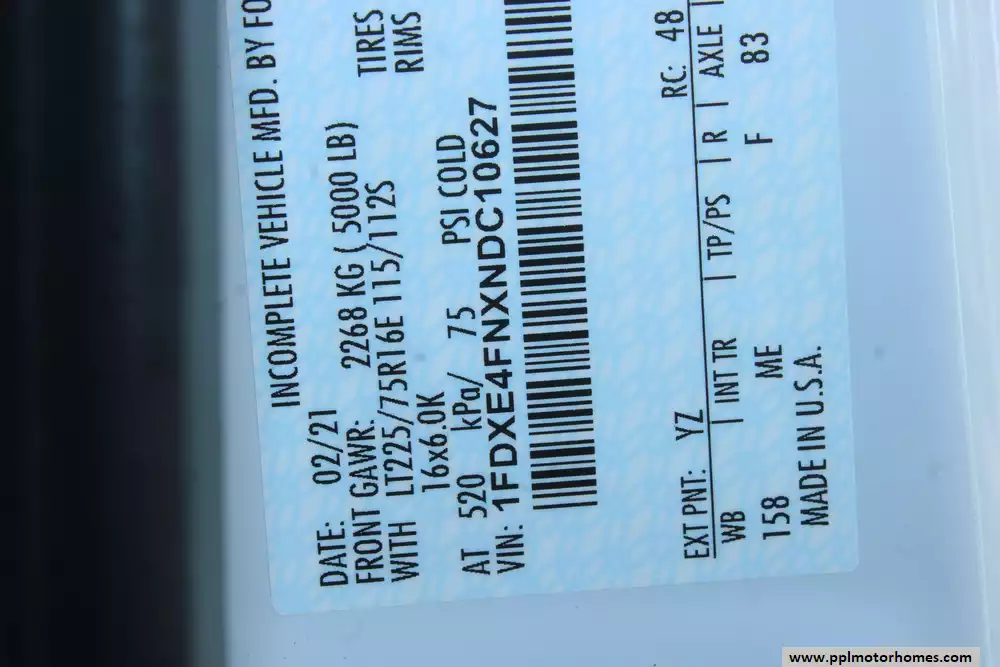 INCOMPLETE VEHICLE MFD. BY FO
DATE: 02/21
FRONT GAWR: 2268 KG ( 5000 LB)
WITH LT225/75R16E 115/112S TIRES
16x6.0K RIMS
AT 520 kPa/ 75 PSI COLD
VIN: 1FDXE4FNXNDC10627
EXT PNT: YZ RC: 48
WB | INT TR | TP/PS | R | AXLE |
158 ME F 83
MADE IN U.S.A.
www.pplmotorhomes.com